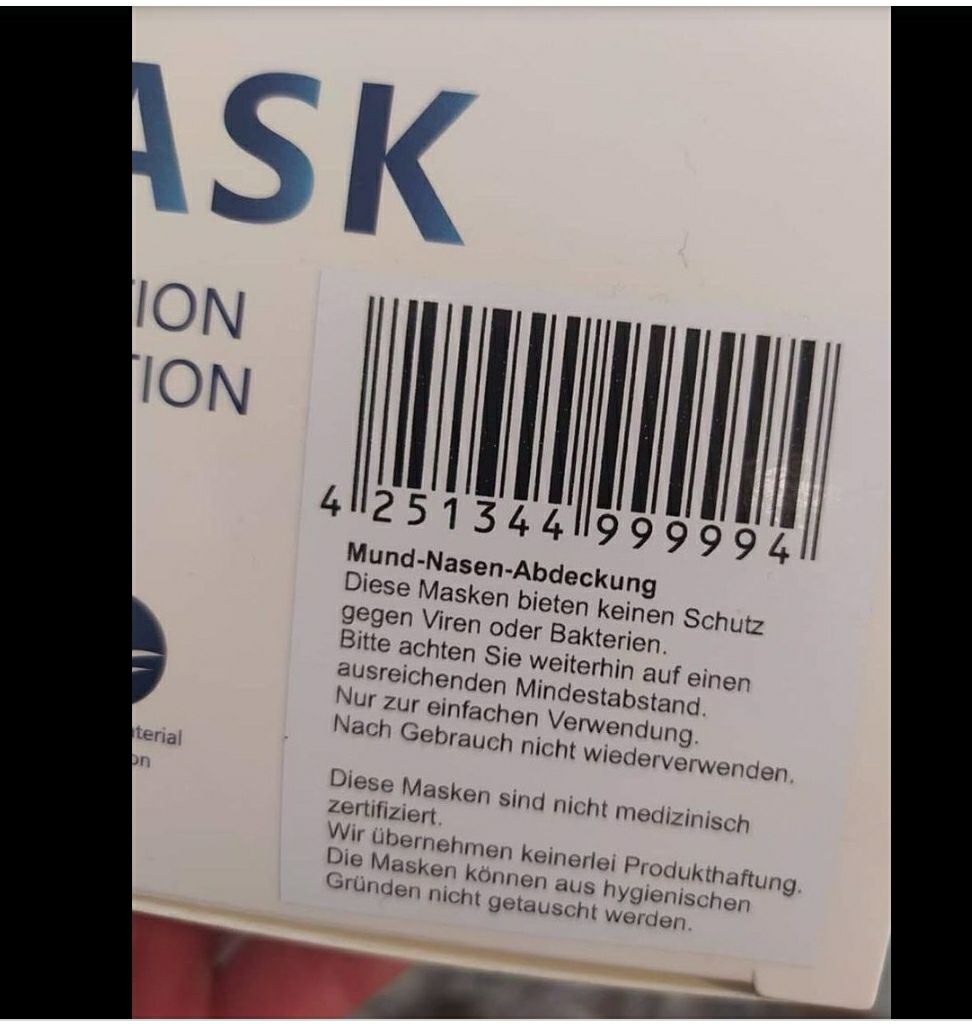 ASK
ION
TION
4 251344 999994
Mund-Nasen-Abdeckung
Diese Masken bieten keinen Schutz
gegen Viren oder Bakterien.
Bitte achten Sie weiterhin auf einen
ausreichenden Mindestabstand.
Nur zur einfachen Verwendung.
Nach Gebrauch nicht wiederverwenden.
terial
on
Diese Masken sind nicht medizinisch
zertifiziert.
Wir übernehmen keinerlei Produkthaftung.
Die Masken können aus hygienischen
Gründen nicht getauscht werden.